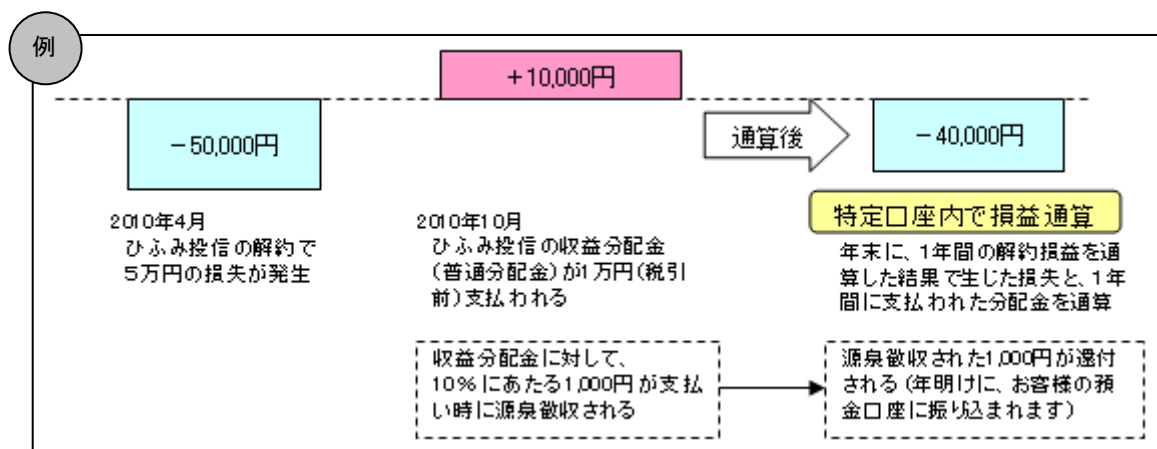 例
+10,000円
-50,000円
通算後
-40,000円
2010年4月
ひふみ投信の解約で
5万円の損失が発生
2010年10月
ひふみ投信の収益分配金
(普通分配金)が1万円(税引
前)支払われる
特定口座内で損益通算
年末に、1年間の解約損益を通
算した結果で生じた損失と、1年
間に支払われた分配金を通算
収益分配金に対して、
10%にあたる1,000円が支払
い時に源泉徴収される
源泉徴収された1,000円が還付
される(年明けに、お客様の預
金口座に振り込まれます)